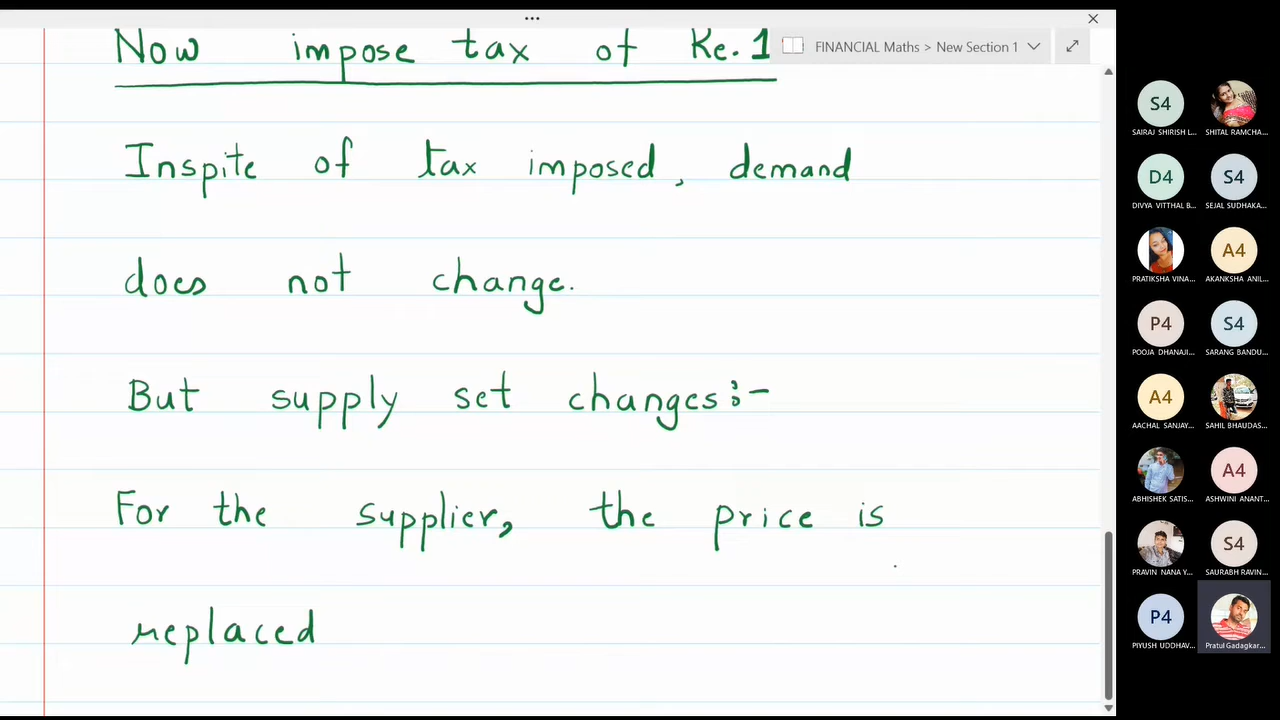 ...
FINANCIAL Maths > New Section 1
Now impose tax of Re. 1
Inspite of tax imposed, demand
does not change.
But supply set changes:-
For the supplier, the price is
replaced
S4
SAIRAJ SHIRISH L...
SHITAL RAMCHA...
D4
DIVYA VITTHAL B...
S4
SEJAL SUDHAKA...
PRATIKSHA VINA...
A4
AKANKSHA ANIL...
P4
POOJA DHANAJI...
S4
SARANG BANDU...
A4
AACHAL SANJAY...
SAHIL BHAUDAS...
ABHISHEK SATIS...
A4
ASHWINI ANANT...
PRAVIN NANA Y...
S4
SAURABH RAVIN...
P4
PIYUSH UDDHAV...
Pratul Gadagkar...